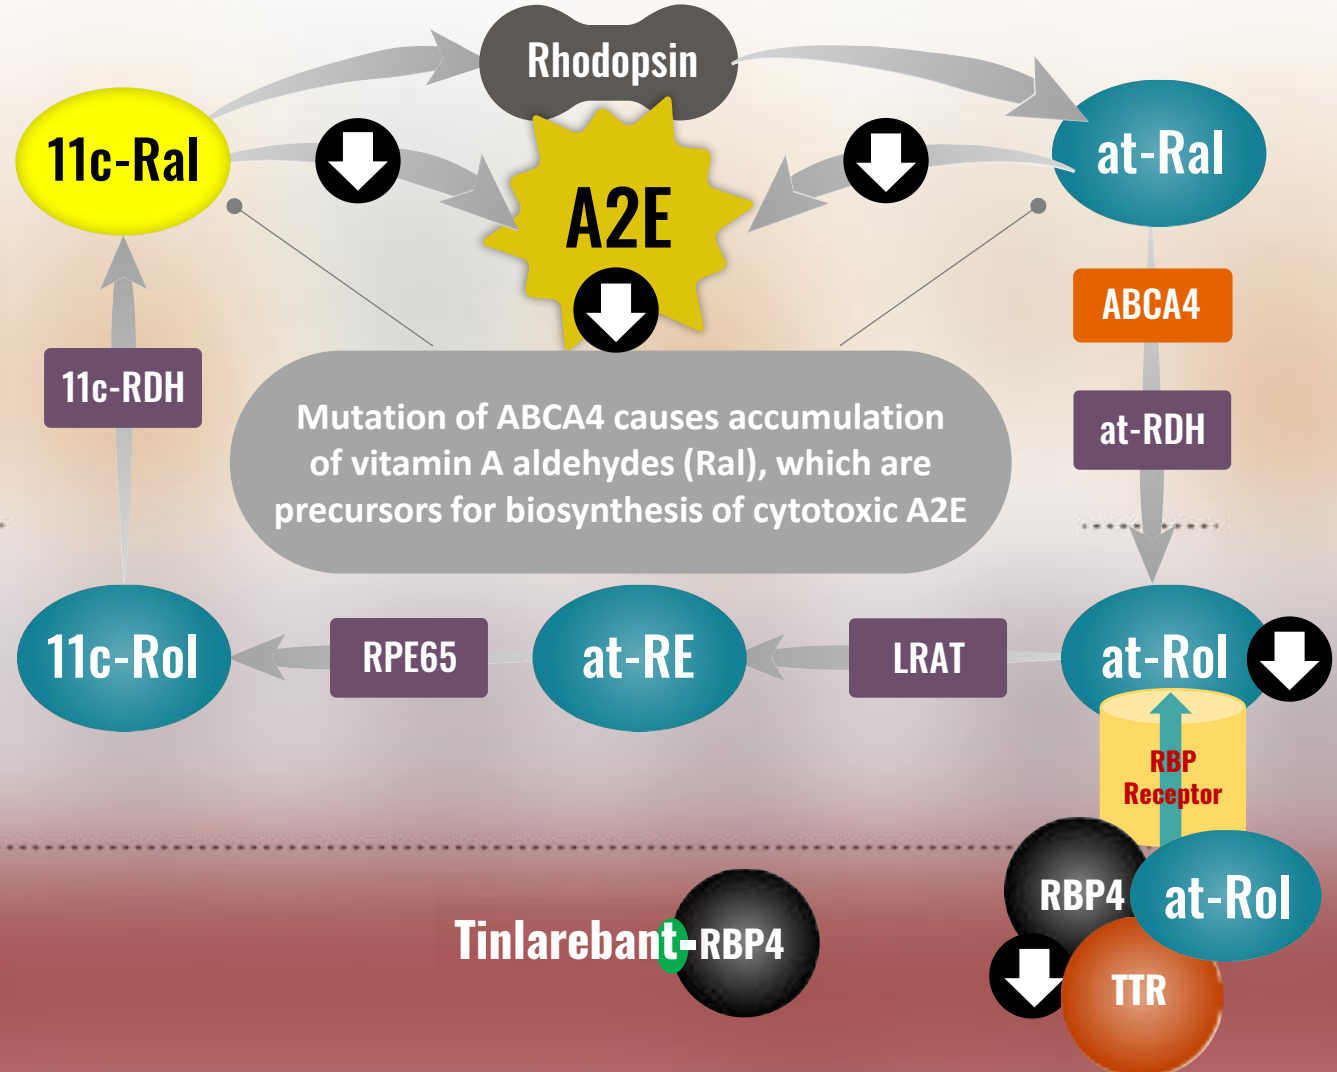 Rhodopsin
11c-Ral
at-Ral
A2E
ABCA4
11c-RDH
at-RDH
Mutation of ABCA4 causes accumulation
of vitamin A aldehydes (Ral), which are
precursors for biosynthesis of cytotoxic A2E
11c-Rol
RPE65
at-RE
LRAT
at-Rol
RBP
Receptor
RBP4
at-Rol
Tinlarebant-RBP4
TTR